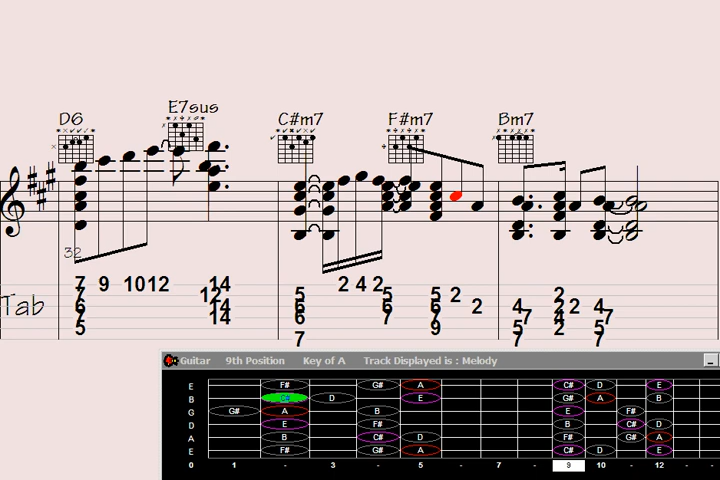 E7sus
D6 C#m7 F#m7 Bm7
32
7 9 10 12 14 2 4 2
7 12 5 5 5 2 2
6 14 6 5 6 2 4 2 4
7 6 7 7 7 4 7
5 14 9 5 2 5
7 7 7
Tab
Guitar 9th Position Key of A Track Displayed is : Melody
E F# G# A C# D E
B C# D E G# A B
G G# A B E F#
D E F# B C# 
A B C# D F# G# A
E F# G# A C# D E
0 1 - 3 - 5 - 7 - 9 10 - 12 - -